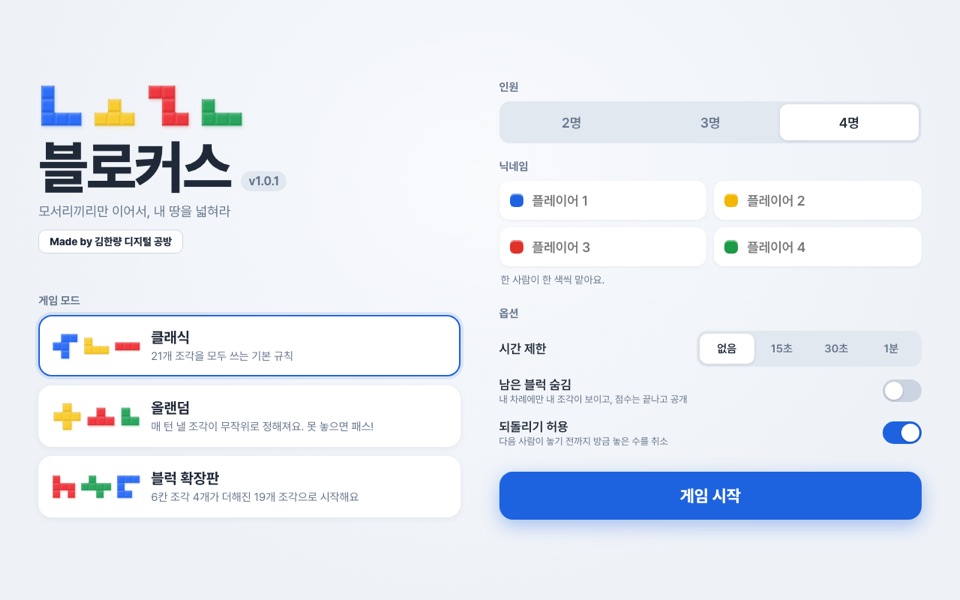 블로커스
v1.0.1
모서리끼리만 이어서, 내 땅을 넓혀라
Made by 김한량 디지털 공방
게임 모드
클래식
21개 조각을 모두 쓰는 기본 규칙
올랜덤
매 턴 낼 조각이 무작위로 정해져요. 못 놓으면 패스!
블럭 확장판
6칸 조각 4개가 더해진 19개 조각으로 시작해요
인원
2명
3명
4명
닉네임
플레이어 1
플레이어 2
플레이어 3
플레이어 4
한 사람이 한 색씩 맡아요.
옵션
시간 제한
없음
15초
30초
1분
남은 블럭 숨김
내 차례에만 내 조각이 보이고, 점수는 끝나고 공개
되돌리기 허용
다음 사람이 놓기 전까지 방금 놓은 수를 취소
게임 시작